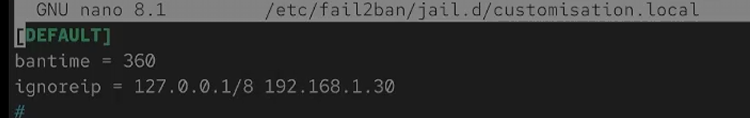 GNU nano 8.1 /etc/fail2ban/jail.d/customisation.local
[DEFAULT]
bantime = 360
ignoreip = 127.0.0.1/8 192.168.1.30
#